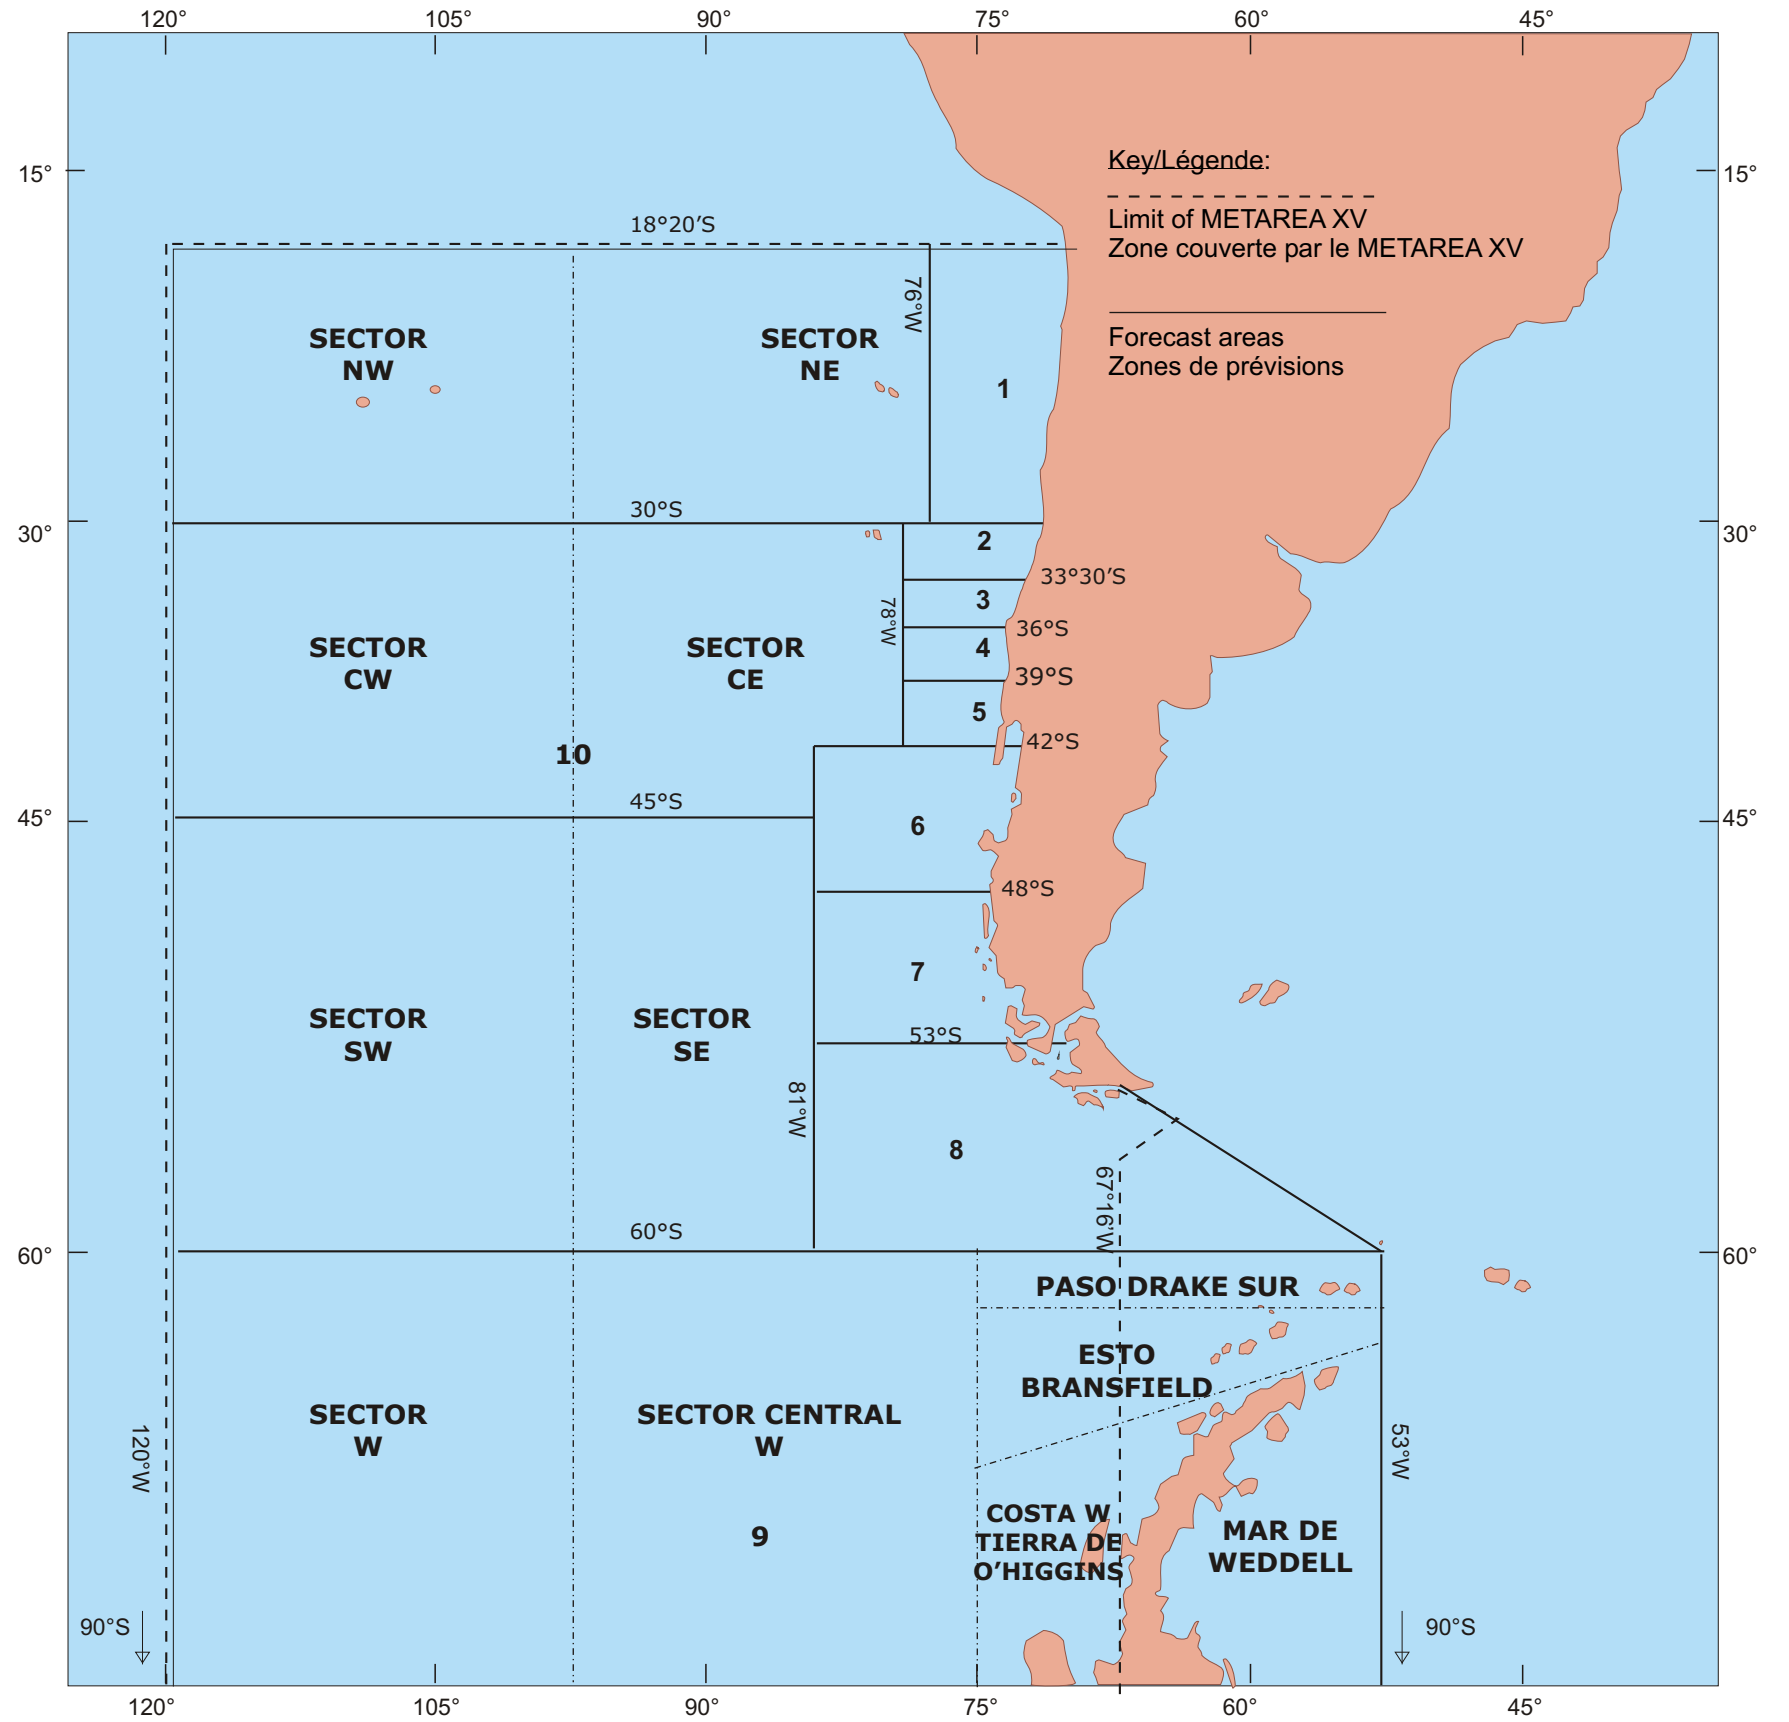 120°
105°
90°
75°
60°
45°
Key/Légende:
15°
15°
Limit of METAREA XV
Zone couverte par le METAREA XV
18°20’S
76°W
SECTOR
NW
SECTOR
NE
Forecast areas
Zones de prévisions
1
30°S
30°
30°
2
33°30’S
3
78°W
36°S
SECTOR
CW
SECTOR
CE
4
39°S
5
42°S
10
45°S
45°
45°
6
48°S
7
SECTOR
SW
SECTOR
SE
53°S
81°W
8
67°16’W
60°S
60°
60°
PASO DRAKE SUR
ESTO
BRANSFIELD
SECTOR
W
SECTOR CENTRAL
W
120°W
53°W
COSTA W
TIERRA DE
O’HIGGINS
MAR DE
WEDDELL
9
90°S
90°S
120°
105°
90°
75°
60°
45°